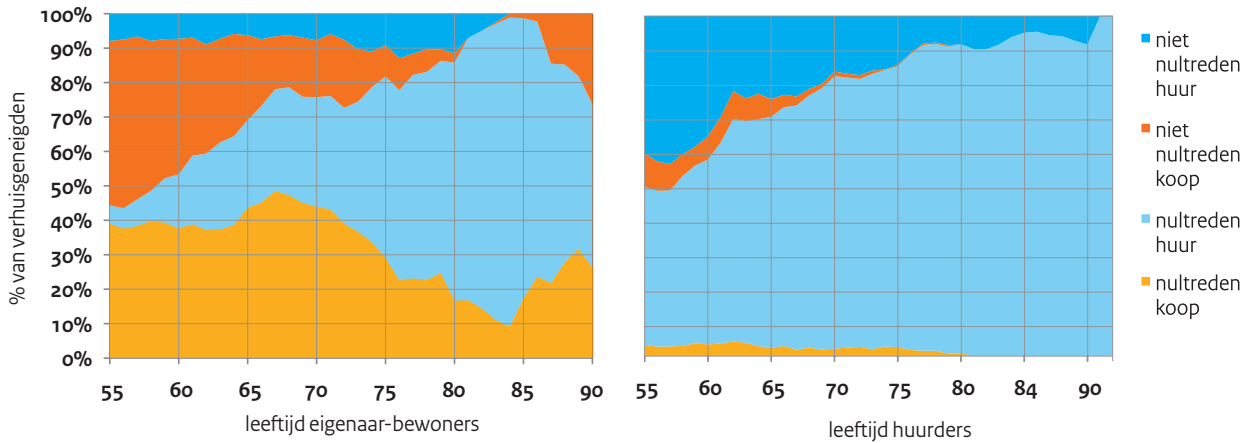 100%
90%
80%
70%
60%
50%
40%
30%
20%
10%
0%
% van verhuisgeneigden
55 60 65 70 75 80 85 90
leeftijd eigenaar-bewoners
55 60 65 70 75 80 84 90
leeftijd huurders
niet
nultreden
huur
niet
nultreden
koop
nultreden
huur
nultreden
koop